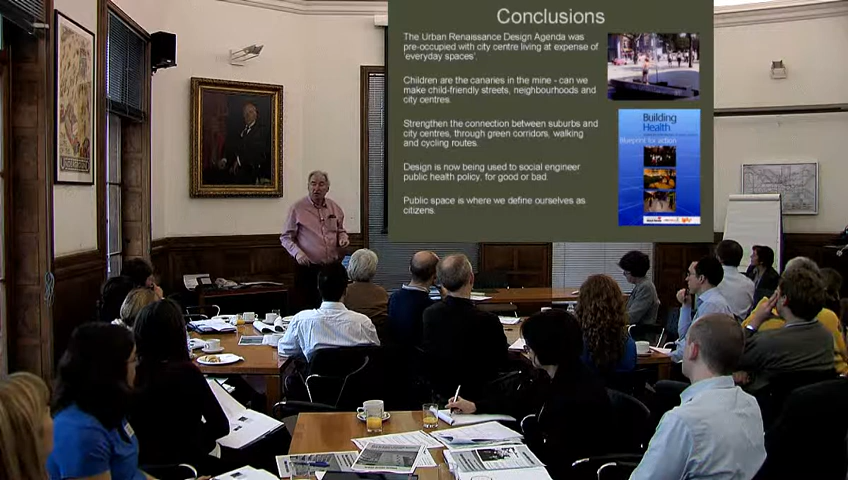 Conclusions
The Urban Renaissance Design Agenda was
pre-occupied with city centre living at expense of
'everyday spaces'.
Children are the canaries in the mine - can we
make child-friendly streets, neighbourhoods and
city centres.
Strengthen the connection between suburbs and
city centres, through green corridors, walking
and cycling routes.
Design is now being used to social engineer
public health policy, for good or bad.
Public space is where we define ourselves as
citizens.
Building
Health
Blueprint for action